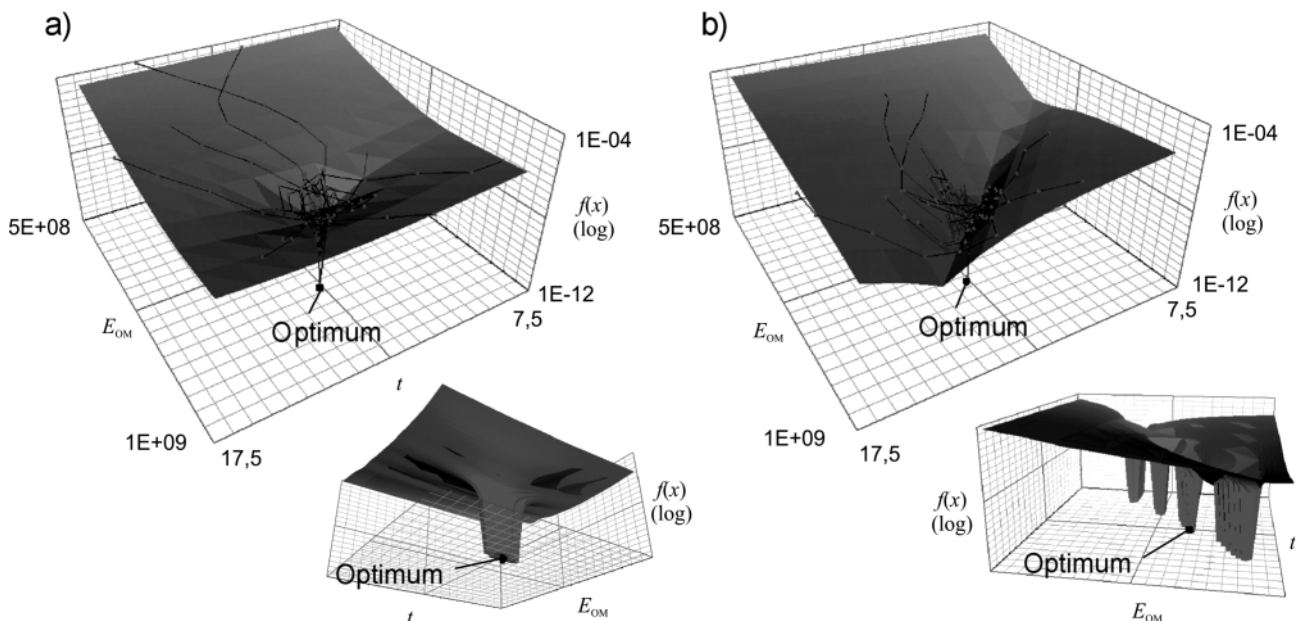 a)
1E-04
5E+08
f(x)
(log)
1E-12
7,5
E_OM
Optimum
t
1E+09
17,5
f(x)
(log)
Optimum
t
E_OM
b)
1E-04
5E+08
f(x)
(log)
1E-12
7,5
E_OM
Optimum
t
1E+09
17,5
f(x)
(log)
t
Optimum
E_OM